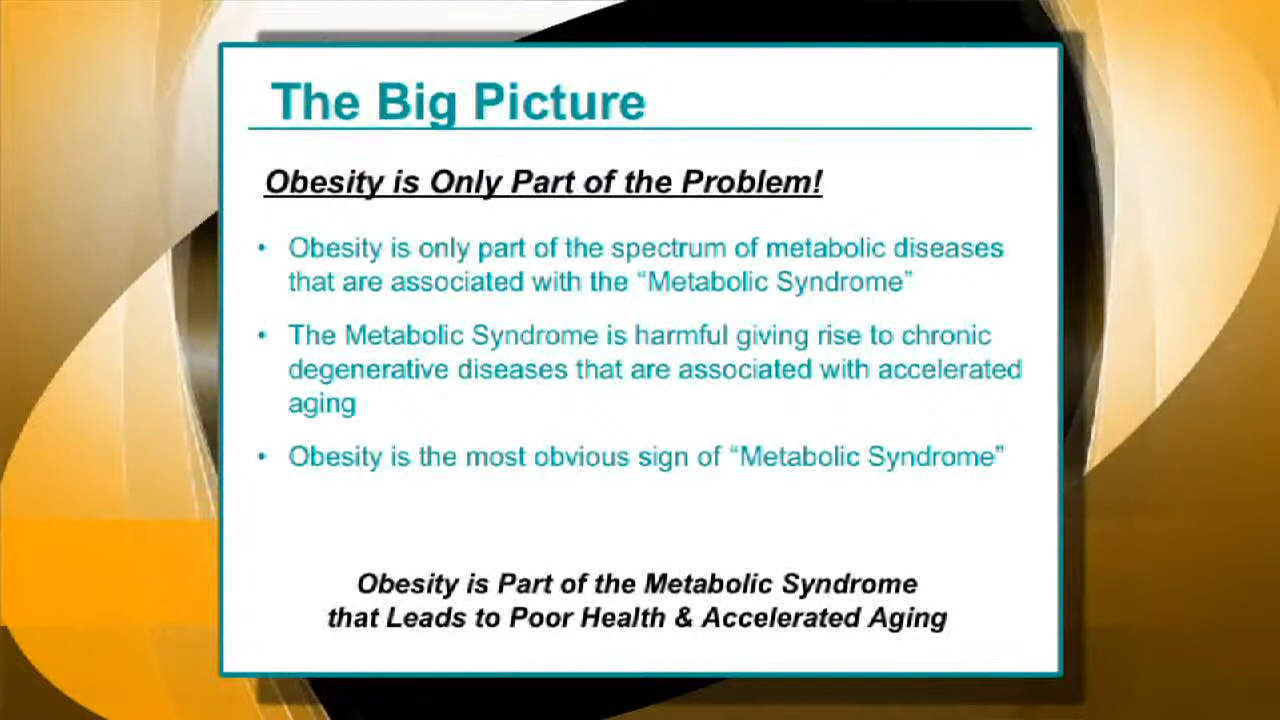 The Big Picture
Obesity is Only Part of the Problem!
• Obesity is only part of the spectrum of metabolic diseases
that are associated with the “Metabolic Syndrome”
• The Metabolic Syndrome is harmful giving rise to chronic
degenerative diseases that are associated with accelerated
aging
• Obesity is the most obvious sign of “Metabolic Syndrome”
Obesity is Part of the Metabolic Syndrome
that Leads to Poor Health & Accelerated Aging